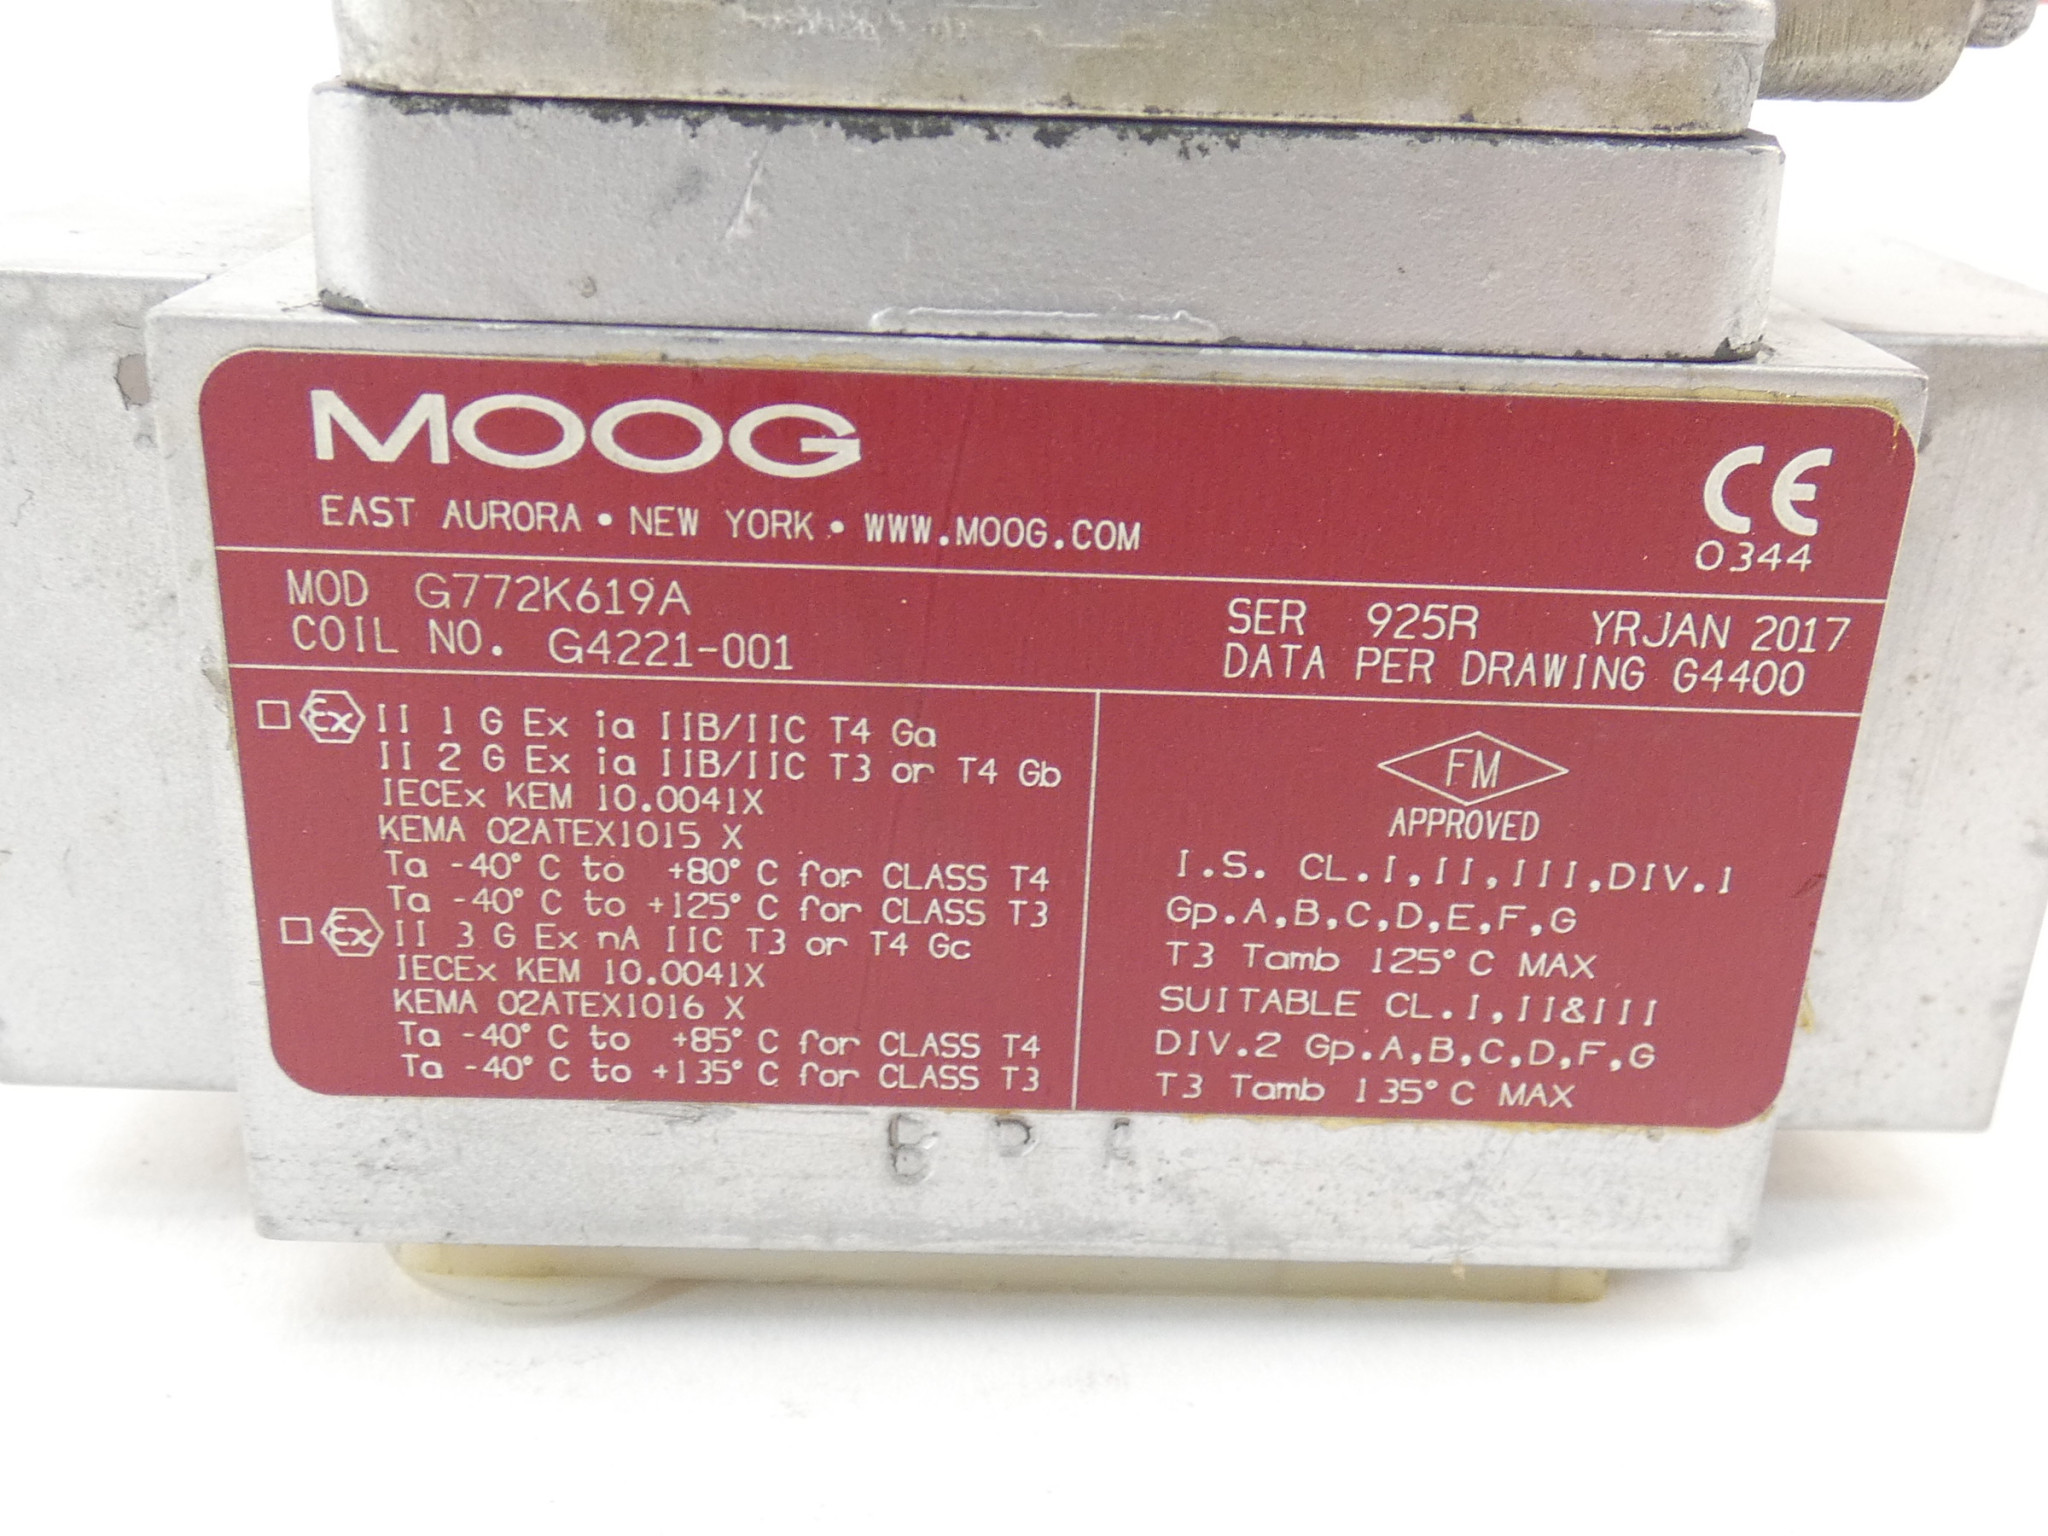 MOOG
EAST AURORA • NEW YORK • WWW.MOOG.COM
CE
0344
MOD G772K619A
COIL NO. G4221-001
SER 925R YRJAN 2017
DATA PER DRAWING G4400
Ex II 1 G Ex ia IIB/IIC T4 Ga
II 2 G Ex ia IIB/IIC T3 or T4 Gb
IECEx KEM 10.0041X
KEMA 02ATEX1015 X
Ta -40° C to +80° C for CLASS T4
Ta -40° C to +125° C for CLASS T3
Ex II 3 G Ex nA IIC T3 or T4 Gc
IECEx KEM 10.0041X
KEMA 02ATEX1016 X
Ta -40° C to +85° C for CLASS T4
Ta -40° C to +135° C for CLASS T3
FM
APPROVED
I.S. CL.I,II,III,DIV.1
Gp.A,B,C,D,E,F,G
T3 Tamb 125° C MAX
SUITABLE CL.I,II&III
DIV.2 Gp.A,B,C,D,F,G
T3 Tamb 135° C MAX